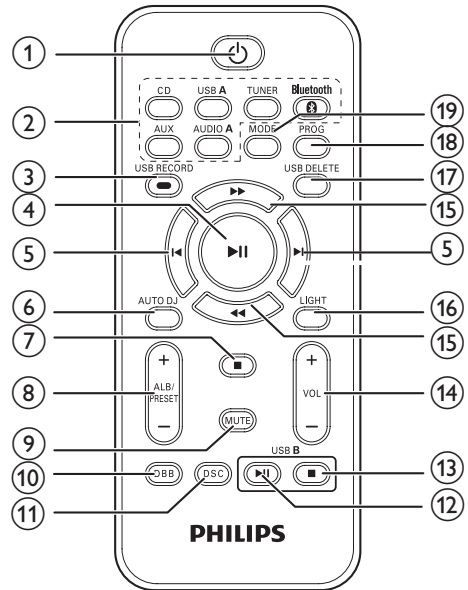 1
CD USB A TUNER Bluetooth
2
19
AUX AUDIO A MODE PROG
18
3
USB RECORD USB DELETE
17
4
15
5
5
6
AUTO DJ LIGHT
16
7
15
8
+ +
ALB/
PRESET
VOL
14
− −
9
MUTE
USB B
10
DBB DSC
13
11
12
PHILIPS